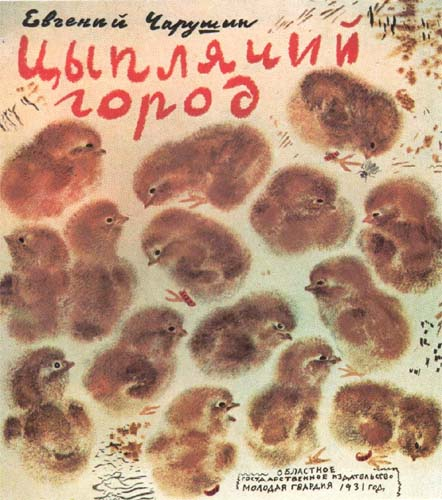 Евгений Чарушин
Цыплячий
город
ОБЛАСТНОЕ
ГОСУДАРСТВЕННОЕ ИЗДАТЕЛЬСТВО
МОЛОДАЯ ГВАРДИЯ 1931 ГОД.